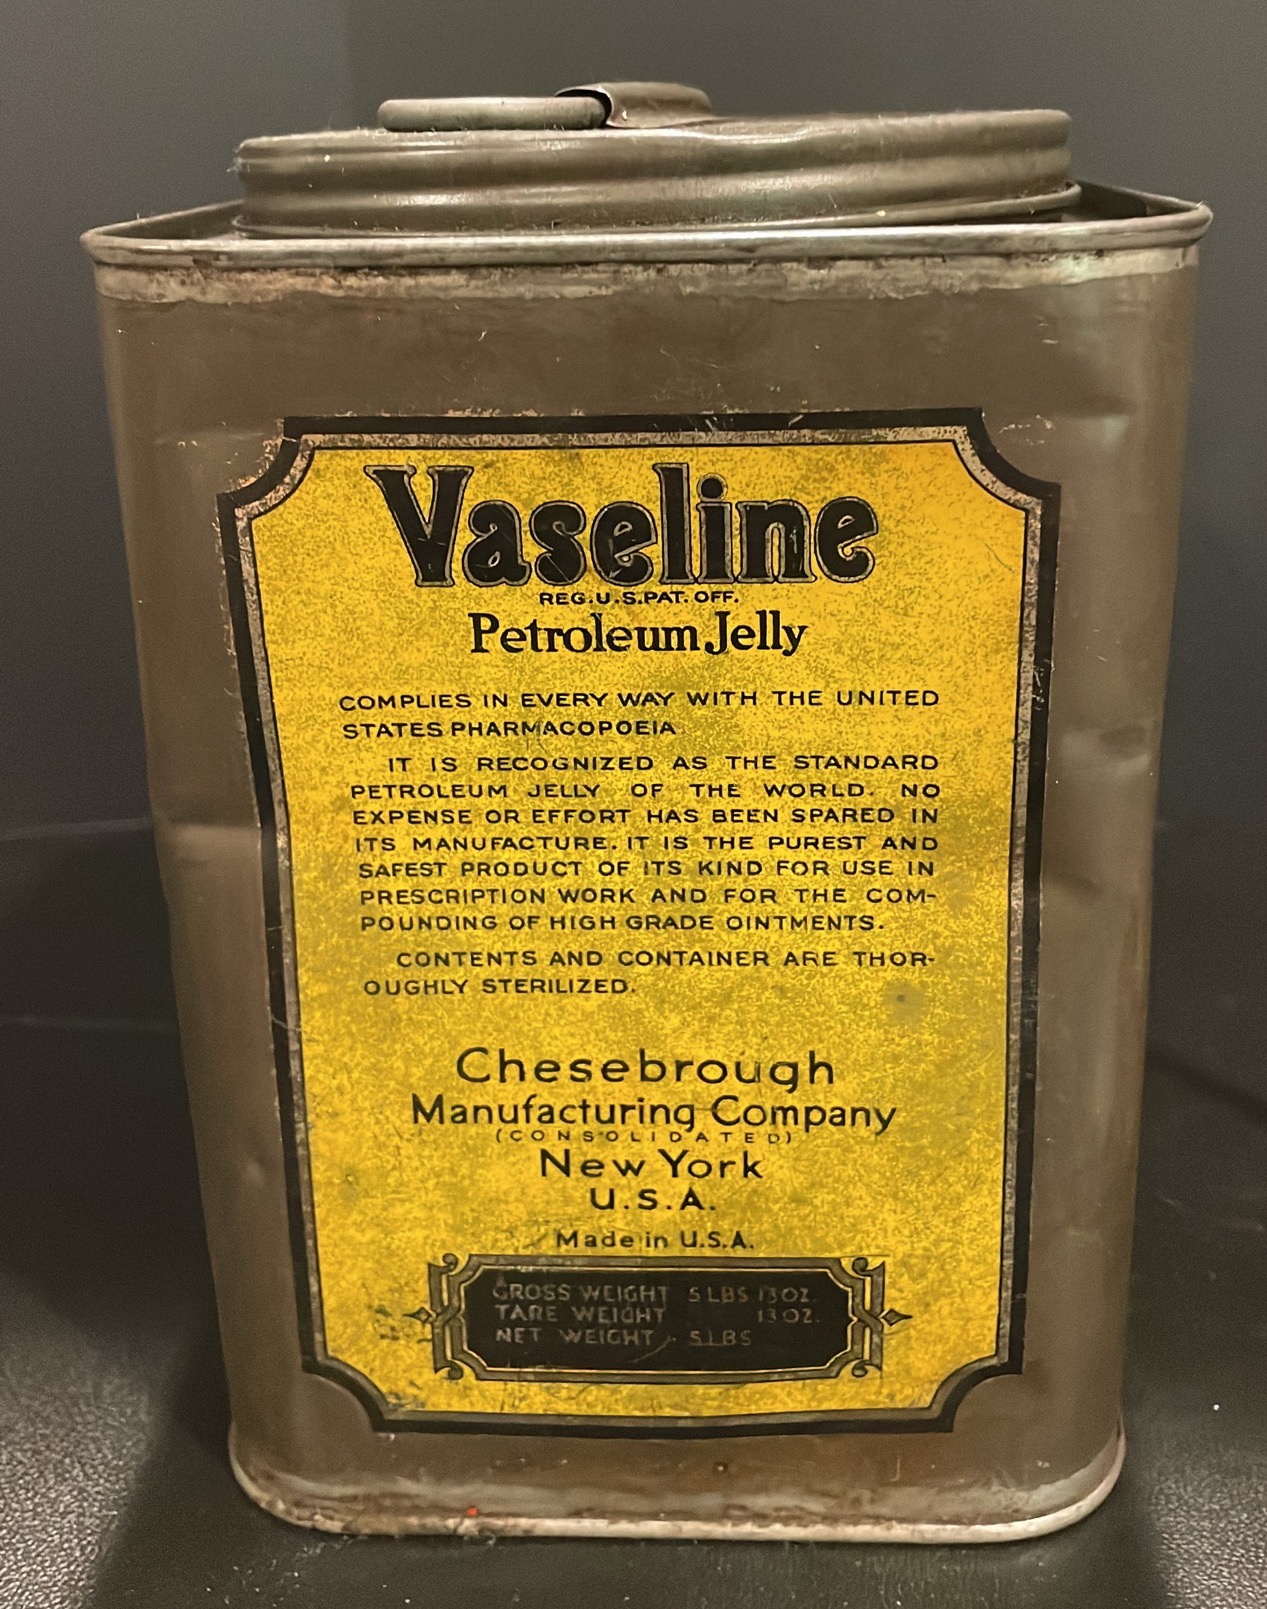 Vaseline
REG.U.S.PAT. OFF.
Petroleum Jelly
COMPLIES IN EVERY WAY WITH THE UNITED
STATES PHARMACOPOEIA
IT IS RECOGNIZED AS THE STANDARD
PETROLEUM JELLY OF THE WORLD. NO
EXPENSE OR EFFORT HAS BEEN SPARED IN
ITS MANUFACTURE. IT IS THE PUREST AND
SAFEST PRODUCT OF ITS KIND FOR USE IN
PRESCRIPTION WORK AND FOR THE COM-
POUNDING OF HIGH GRADE OINTMENTS.
CONTENTS AND CONTAINER ARE THOR-
OUGHLY STERILIZED.
Chesebrough
Manufacturing Company
(CONSOLIDATED)
New York
U.S.A.
Made in U.S.A.
GROSS WEIGHT 5 LBS 13 OZ.
TARE WEIGHT 13 OZ.
NET WEIGHT 5 LBS